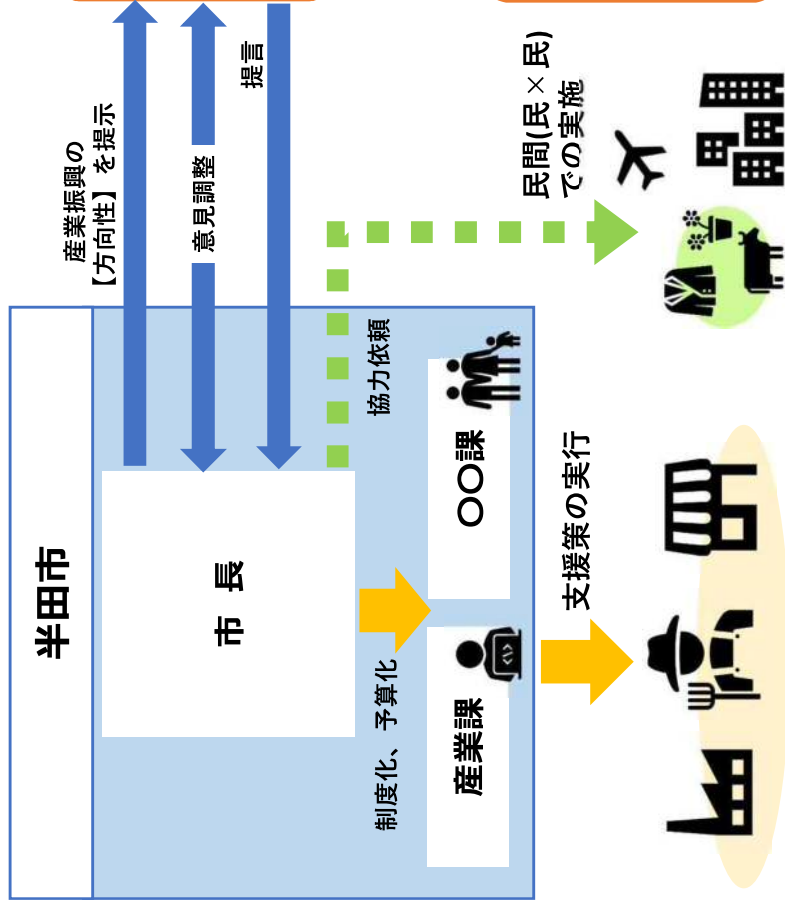 半田市
産業振興の
【方向性】を提示
意見調整
提言
市 長
協力依頼
制度化、予算化
産業課
〇〇課
支援策の実行
民間(民×民)
での実施